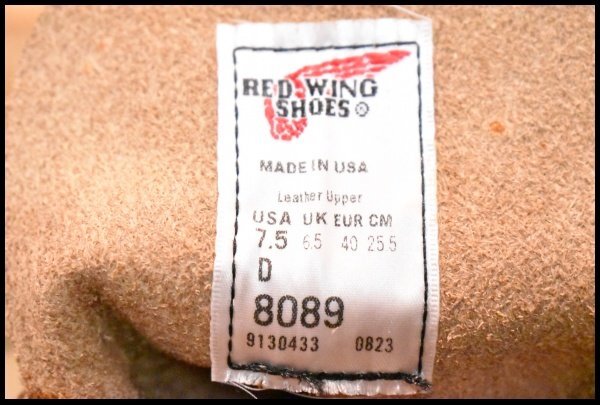 RED WING
SHOES®
MADE IN USA
Leather Upper
USA UK EUR CM
7.5 6.5 40 25.5
D
8089
9130433 0823